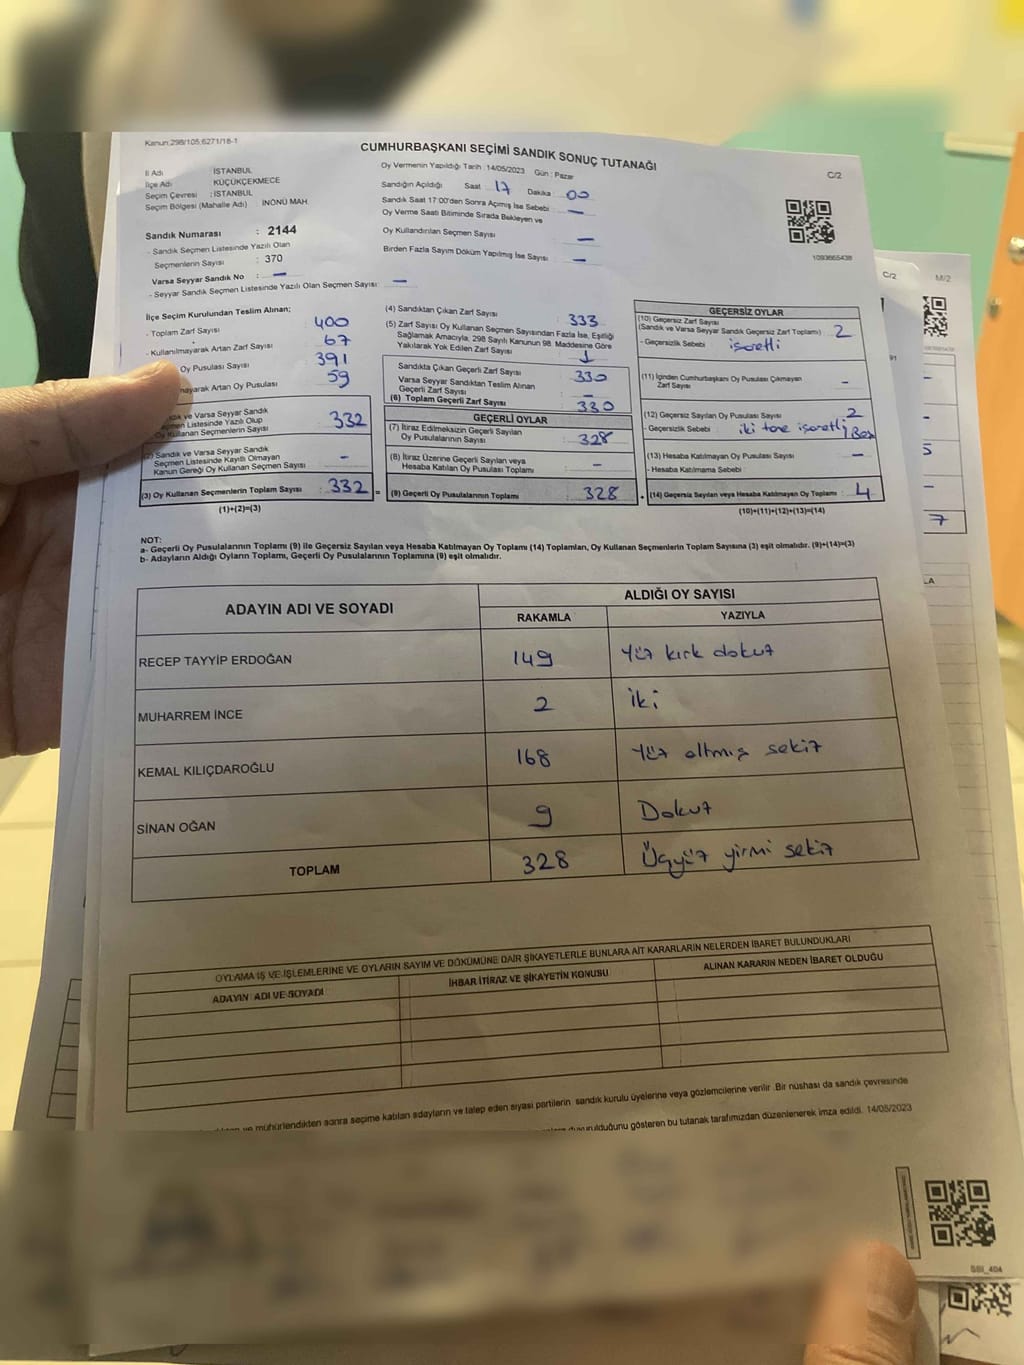 Kanun:298/105;6271/18-1
CUMHURBAŞKANI SEÇİMİ SANDIK SONUÇ TUTANAĞI
C/2
İl Adı : İSTANBUL
İlçe Adı : KÜÇÜKÇEKMECE
Seçim Çevresi : İSTANBUL
Seçim Bölgesi (Mahalle Adı) : İNÖNÜ MAH.
Sandık Numarası : 2144
- Sandık Seçmen Listesinde Yazılı Olan
Seçmenlerin Sayısı : 370
Varsa Seyyar Sandık No : -
- Seyyar Sandık Seçmen Listesinde Yazılı Olan Seçmen Sayısı: -
Oy Vermenin Yapıldığı Tarih : 14/05/2023 Gün : Pazar
Sandığın Açıldığı Saat : 17 Dakika : 00
Sandık Saat 17:00'den Sonra Açımış İse Sebebi : -
Oy Verme Saati Bitiminde Sırada Bekleyen ve
Oy Kullandırılan Seçmen Sayısı : -
Birden Fazla Sayım Döküm Yapılmış İse Sayısı : -
1093665438
İlçe Seçim Kurulundan Teslim Alınan;
- Toplam Zarf Sayısı : 400
- Kullanılmayarak Artan Zarf Sayısı : 67
Oy Pusulası Sayısı : 391
mayarak Artan Oy Pusulası : 59
ve Varsa Seyyar Sandık
Listesinde Yazılı Olup
Oy Kullanan Seçmenlerin Sayısı : 332
(2) Sandık ve Varsa Seyyar Sandık
Seçmen Listesinde Kayıtlı Olmayan
Kanun Gereği Oy Kullanan Seçmen Sayısı : -
(3) Oy Kullanan Seçmenlerin Toplam Sayısı : 332 =
(1)+(2)=(3)
(4) Sandıktan Çıkan Zarf Sayısı : 333
(5) Zarf Sayısı Oy Kullanan Seçmen Sayısından Fazla İse, Eşitliği
Sağlamak Amacıyla, 298 Sayılı Kanunun 98. Maddesine Göre
Yakılarak Yok Edilen Zarf Sayısı : 1
Sandıkta Çıkan Geçerli Zarf Sayısı : 330
Varsa Seyyar Sandıktan Teslim Alınan
Geçerli Zarf Sayısı : -
(6) Toplam Geçerli Zarf Sayısı : 330
GEÇERLİ OYLAR
(7) İtiraz Edilmeksizin Geçerli Sayılan
Oy Pusulalarının Sayısı : 328
(8) İtiraz Üzerine Geçerli Sayılan veya
Hesaba Katılan Oy Pusulası Toplamı : -
(9) Geçerli Oy Pusulalarının Toplamı : 328 +
GEÇERSİZ OYLAR
(10) Geçersiz Zarf Sayısı
(Sandık ve Varsa Seyyar Sandık Geçersiz Zarf Toplamı) : 2
- Geçersizlik Sebebi : işaretli
(11) İçinden Cumhurbaşkanı Oy Pusulası Çıkmayan
Zarf Sayısı : -
(12) Geçersiz Sayılan Oy Pusulası Sayısı : 2
- Geçersizlik Sebebi : iki tane işaretli 1 Boş
(13) Hesaba Katılmayan Oy Pusulası Sayısı : -
- Hesaba Katılmama Sebebi :
(14) Geçersiz Sayılan veya Hesaba Katılmayan Oy Toplamı : 4
(10)+(11)+(12)+(13)=(14)
NOT:
a- Geçerli Oy Pusulalarının Toplamı (9) ile Geçersiz Sayılan veya Hesaba Katılmayan Oy Toplamı (14) Toplamları, Oy Kullanan Seçmenlerin Toplam Sayısına (3) eşit olmalıdır. (9)+(14)=(3)
b- Adayların Aldığı Oyların Toplamı, Geçerli Oy Pusulalarının Toplamına (9) eşit olmalıdır.
ADAYIN ADI VE SOYADI
ALDIĞI OY SAYISI
RAKAMLA YAZIYLA
RECEP TAYYİP ERDOĞAN 149 Yüz kırk dokuz
MUHARREM İNCE 2 iki
KEMAL KILIÇDAROĞLU 168 Yüz altmış sekiz
SİNAN OĞAN 9 Dokuz
TOPLAM 328 Üçyüz yirmi sekiz
OYLAMA İŞ VE İŞLEMLERİNE VE OYLARIN SAYIM VE DÖKÜMÜNE DAİR ŞİKAYETLERLE BUNLARA AİT KARARLARIN NELERDEN İBARET BULUNDUKLARI
ADAYIN ADI VE SOYADI
İHBAR İTİRAZ VE ŞİKAYETİN KONUSU
ALINAN KARARIN NEDEN İBARET OLDUĞU
ve mühürlendikten sonra seçime katılan adayların ve talep eden siyasi partilerin sandık kurulu üyelerine veya gözlemcilerine verilir. Bir nüshası da sandık çevresinde
duyurulduğunu gösteren bu tutanak tarafımızdan düzenlenerek imza edildi. 14/05/2023
SSI_404
C/2
M/2
91
5
7
LA